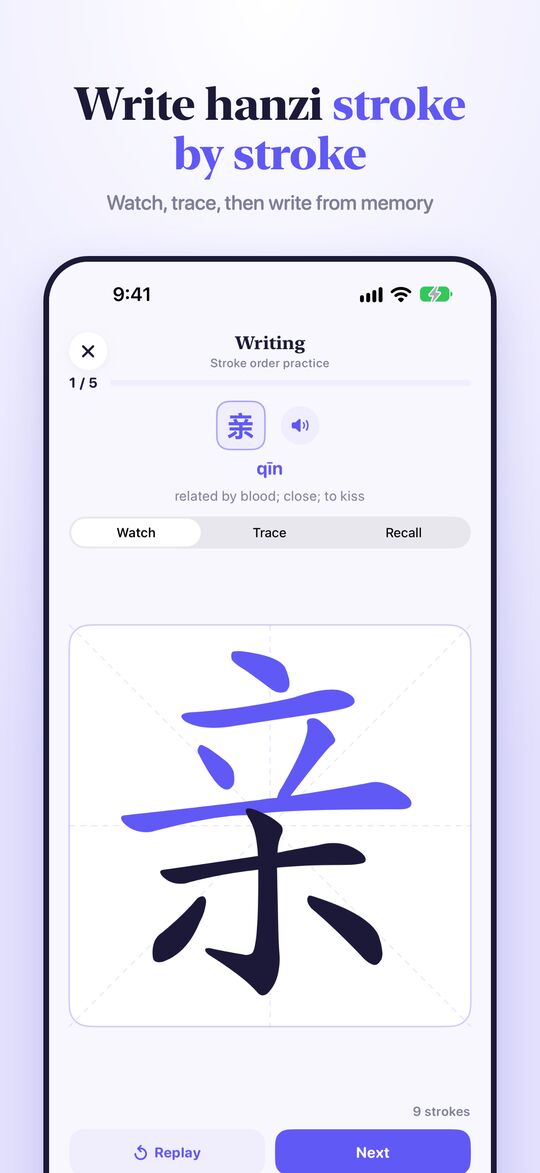 Write hanzi stroke
by stroke
Watch, trace, then write from memory
9:41
Writing
Stroke order practice
1 / 5
亲
qīn
related by blood; close; to kiss
Watch Trace Recall
亲
9 strokes
Replay Next